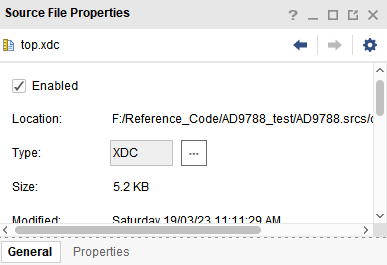 Source File Properties
top.xdc
Enabled
Location: F:/Reference_Code/AD9788_test/AD9788.srcs/
Type: XDC ...
Size: 5.2 KB
Modified: Saturday 19/03/23 11:11:29 AM
General Properties